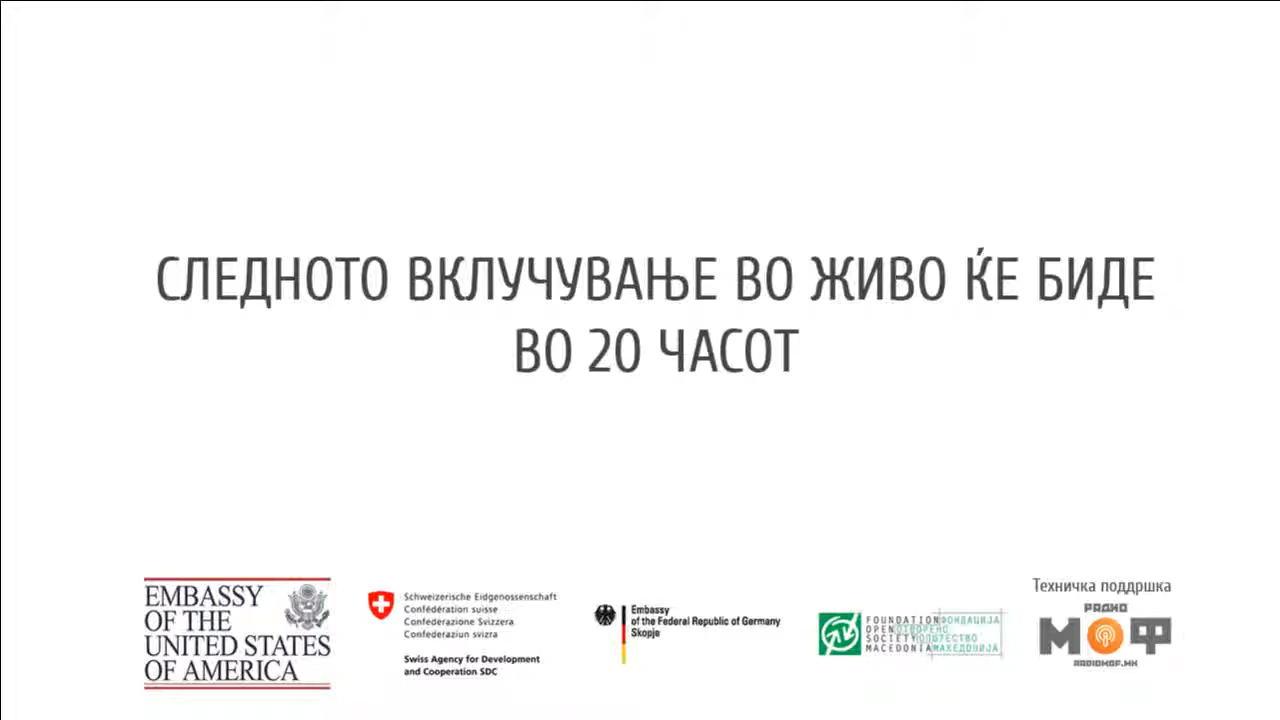 СЛЕДНОТО ВКЛУЧУВАЊЕ ВО ЖИВО ЌЕ БИДЕ
ВО 20 ЧАСОТ
EMBASSY
OF THE
UNITED STATES
OF AMERICA
Schweizerische Eidgenossenschaft
Confédération suisse
Confederazione Svizzera
Confederaziun svizra
Swiss Agency for Development
and Cooperation SDC
Embassy
of the Federal Republic of Germany
Skopje
FOUNDATION ФОНДАЦИЈА
OPEN ОТВОРЕНО
SOCIETY ОПШТЕСТВО
MACEDONIA МАКЕДОНИЈА
Техничка поддршка
РАДИО
МОФ
RADIOMOF.MK